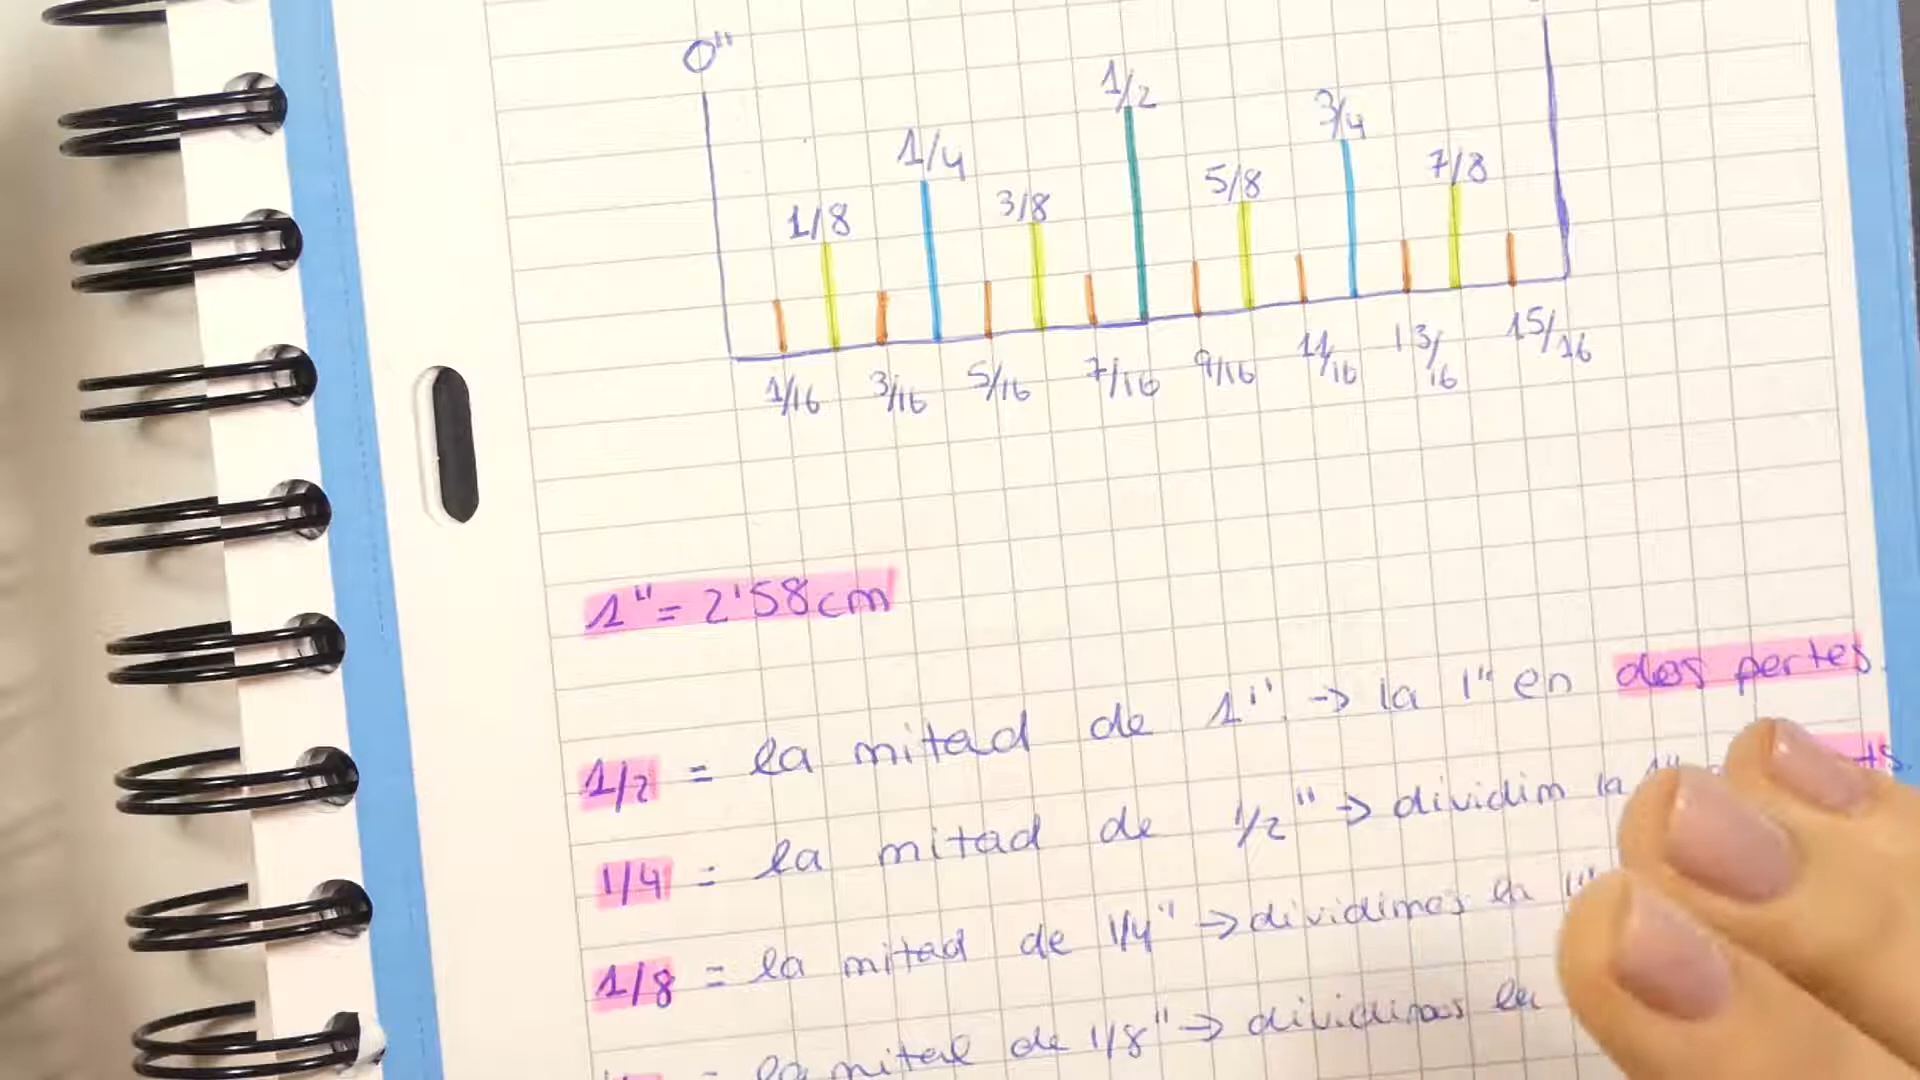 0"
1/8 1/4 3/8 1/2 5/8 3/4 7/8
1/16 3/16 5/16 7/16 9/16 11/16 13/16 15/16
1" = 2'58cm
1/2 = la mitad de 1" → la 1" en dos partes.
1/4 = la mitad de 1/2" → dividim la 1"
1/8 = la mitad de 1/4" → dividimos la 1"
= la mitad de 1/8" → dividimos la